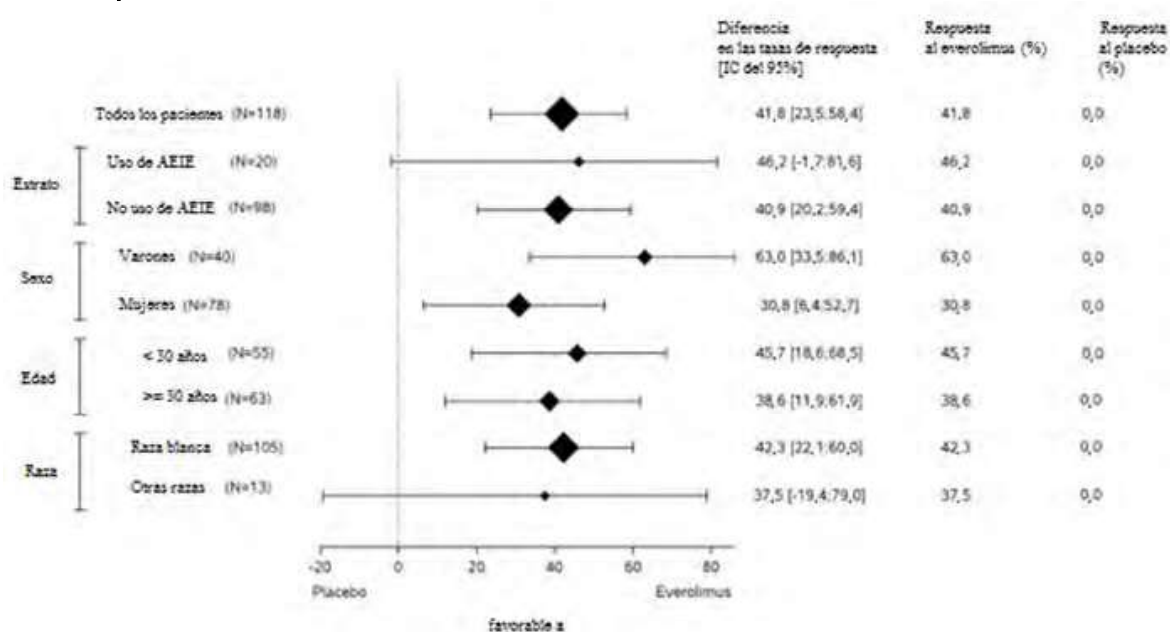 Diferencia
en las tasas de respuesta
[IC del 95%]
Respuesta
al everolimus (%)
Respuesta
al placebo
(%)
Todos los pacientes (N=118) 41,8 [23,5:58,4] 41,8 0,0
Estrato
Uso de AEIE (N=20) 46,2 [-1,7:81,6] 46,2 0,0
No uso de AEIE (N=98) 40,9 [20,2:59,4] 40,9 0,0
Sexo
Varones (N=40) 63,0 [33,5:86,1] 63,0 0,0
Mujeres (N=78) 30,8 [6,4:52,7] 30,8 0,0
Edad
< 30 años (N=55) 45,7 [18,6:68,5] 45,7 0,0
>= 30 años (N=63) 38,6 [11,9:61,9] 38,6 0,0
Raza
Raza blanca (N=105) 42,3 [22,1:60,0] 42,3 0,0
Otras razas (N=13) 37,5 [-19,4:79,0] 37,5 0,0
-20 0 20 40 60 80
Placebo Everolimus
favorable a